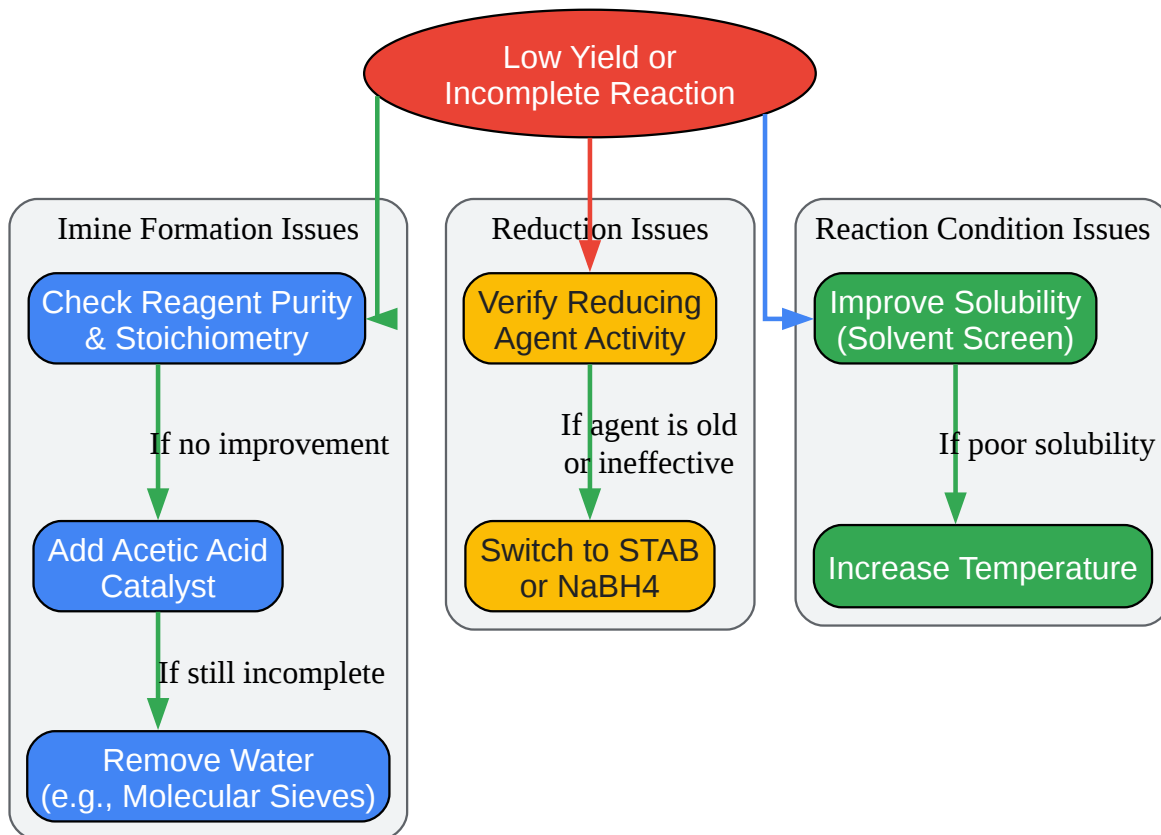 Low Yield or
Incomplete Reaction
Imine Formation Issues
Check Reagent Purity
& Stoichiometry
If no improvement
Add Acetic Acid
Catalyst
If still incomplete
Remove Water
(e.g., Molecular Sieves)
Reduction Issues
Verify Reducing
Agent Activity
If agent is old
or ineffective
Switch to STAB
or NaBH4
Reaction Condition Issues
Improve Solubility
(Solvent Screen)
If poor solubility
Increase Temperature